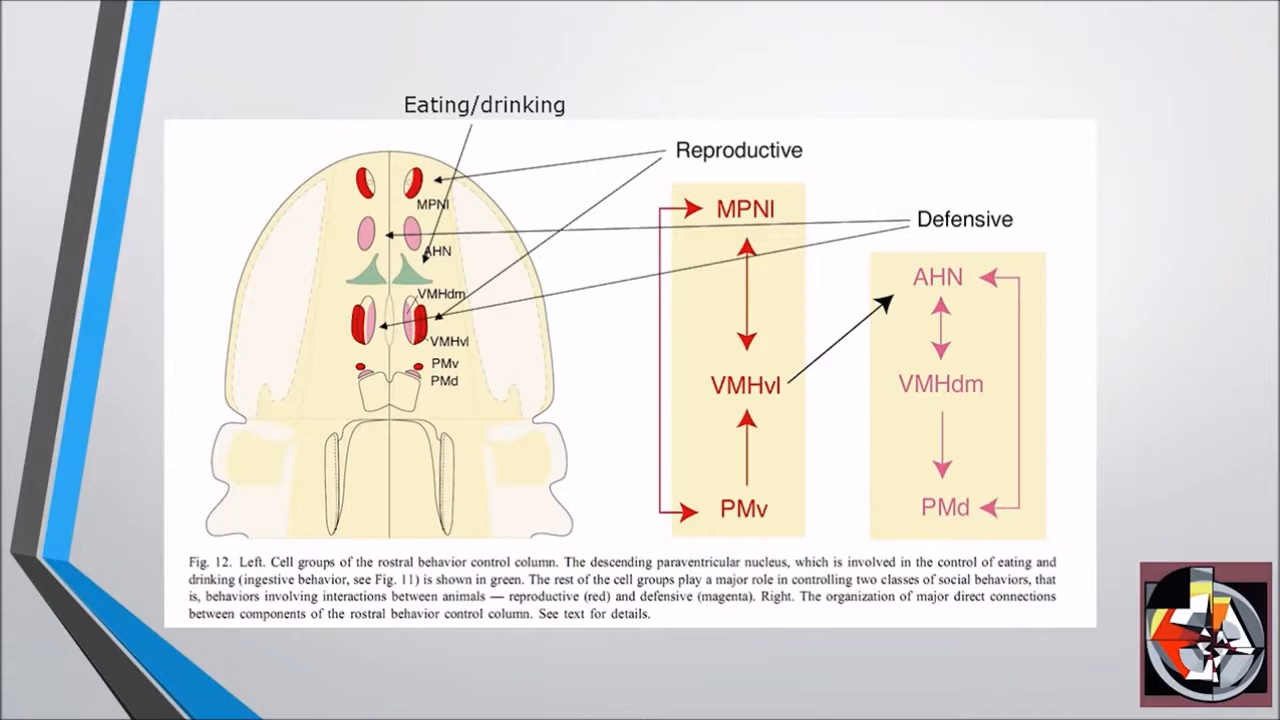 Eating/drinking
Reproductive
Defensive
MPNl
AHN
VMHdm
VMHvl
PMv
PMd
MPNl
VMHvl
PMv
AHN
VMHdm
PMd
Fig. 12. Left. Cell groups of the rostral behavior control column. The descending paraventricular nucleus, which is involved in the control of eating and
drinking (ingestive behavior, see Fig. 11) is shown in green. The rest of the cell groups play a major role in controlling two classes of social behaviors, that
is, behaviors involving interactions between animals — reproductive (red) and defensive (magenta). Right. The organization of major direct connections
between components of the rostral behavior control column. See text for details.